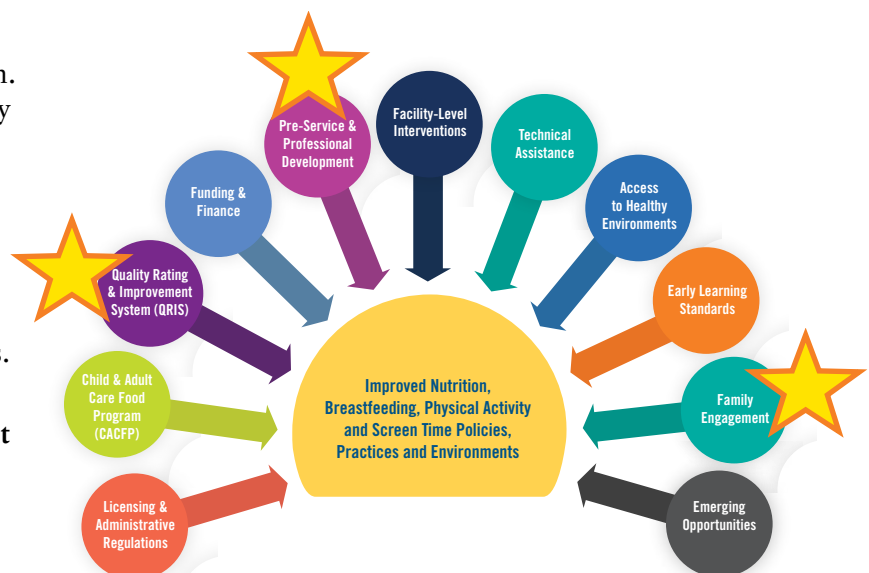 n.
y
s.
t
Pre-Service &
Professional
Development
Facility-Level
Interventions
Technical
Assistance
Funding &
Finance
Access
to Healthy
Environments
Quality Rating
& Improvement
System (QRIS)
Early Learning
Standards
Child & Adult
Care Food
Program
(CACFP)
Family
Engagement
Licensing &
Administrative
Regulations
Emerging
Opportunities
Improved Nutrition,
Breastfeeding, Physical Activity
and Screen Time Policies,
Practices and Environments